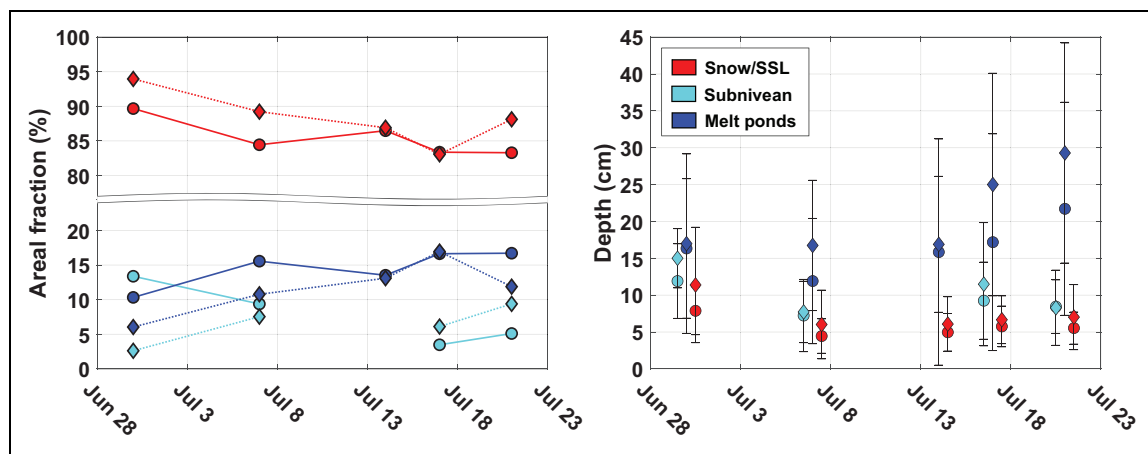 100
95
90
85
80
20
15
10
5
0
Areal fraction (%)
Jun 28
Jul 3
Jul 8
Jul 13
Jul 18
Jul 23
45
40
35
30
25
20
15
10
5
0
Depth (cm)
Snow/SSL
Subnivean
Melt ponds
Jun 28
Jul 3
Jul 8
Jul 13
Jul 18
Jul 23